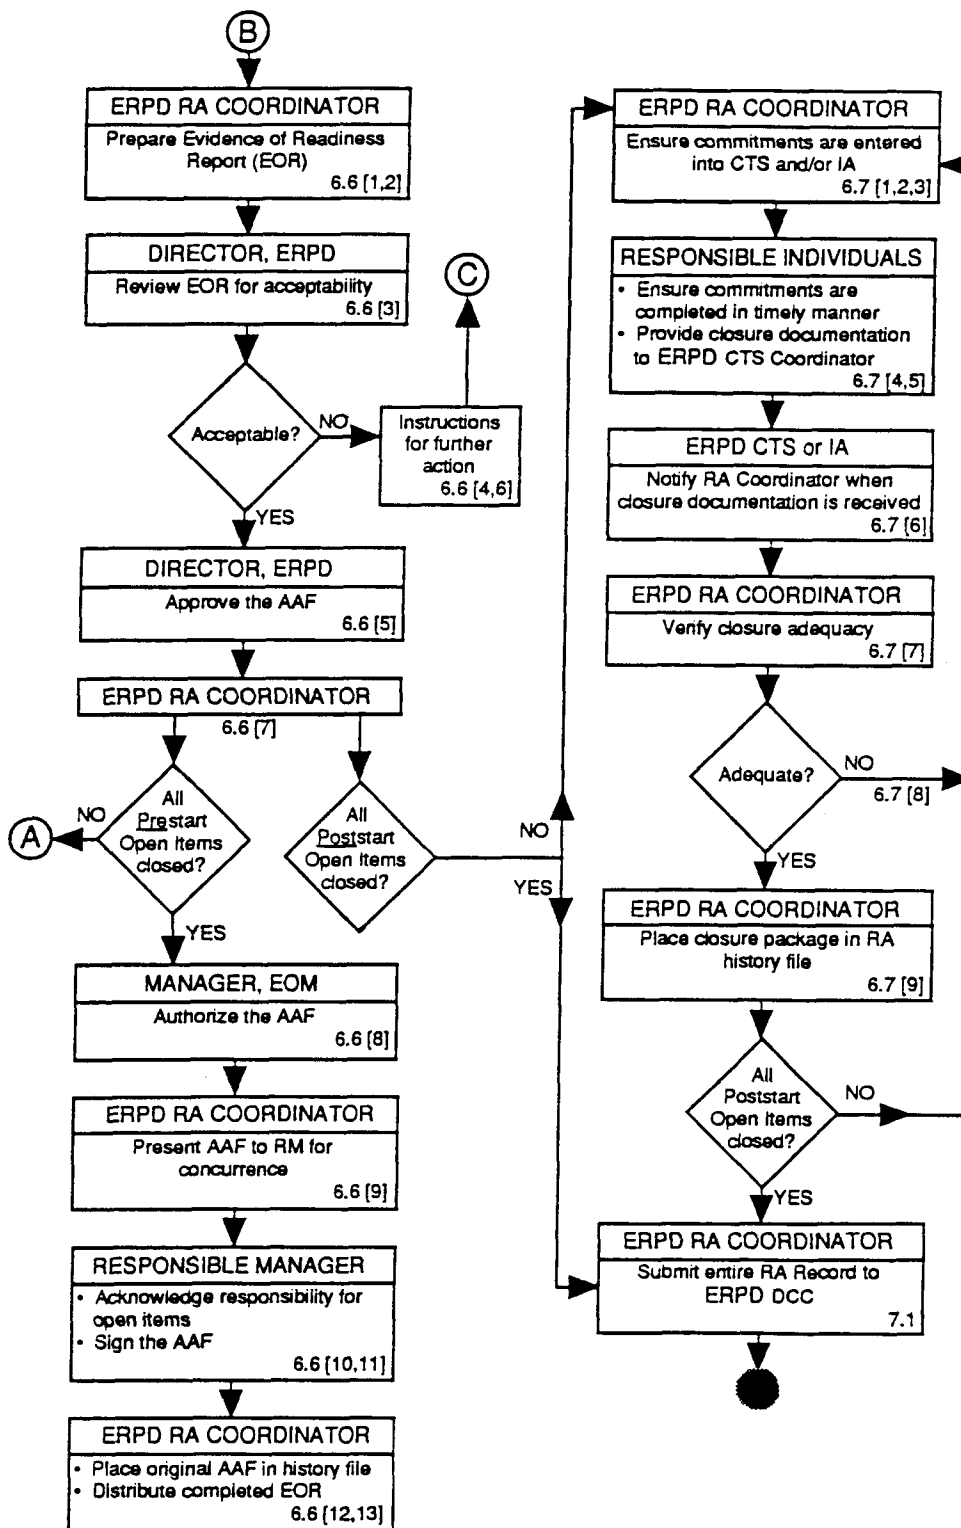 B
ERPD RA COORDINATOR
Prepare Evidence of Readiness
Report (EOR)
6.6 [1,2]
DIRECTOR, ERPD
Review EOR for acceptability
6.6 [3]
C
Acceptable?
NO
Instructions
for further
action
6.6 [4,6]
YES
DIRECTOR, ERPD
Approve the AAF
6.6 [5]
ERPD RA COORDINATOR
6.6 [7]
All
Prestart
Open Items
closed?
NO
A
YES
All
Poststart
Open Items
closed?
NO
YES
MANAGER, EOM
Authorize the AAF
6.6 [8]
ERPD RA COORDINATOR
Present AAF to RM for
concurrence
6.6 [9]
RESPONSIBLE MANAGER
• Acknowledge responsibility for
open items
• Sign the AAF
6.6 [10,11]
ERPD RA COORDINATOR
• Place original AAF in history file
• Distribute completed EOR
6.6 [12,13]
ERPD RA COORDINATOR
Ensure commitments are entered
into CTS and/or IA
6.7 [1,2,3]
RESPONSIBLE INDIVIDUALS
• Ensure commitments are
completed in timely manner
• Provide closure documentation
to ERPD CTS Coordinator
6.7 [4,5]
ERPD CTS or IA
Notify RA Coordinator when
closure documentation is received
6.7 [6]
ERPD RA COORDINATOR
Verify closure adequacy
6.7 [7]
Adequate?
NO
6.7 [8]
YES
ERPD RA COORDINATOR
Place closure package in RA
history file
6.7 [9]
All
Poststart
Open Items
closed?
NO
YES
ERPD RA COORDINATOR
Submit entire RA Record to
ERPD DCC
7.1